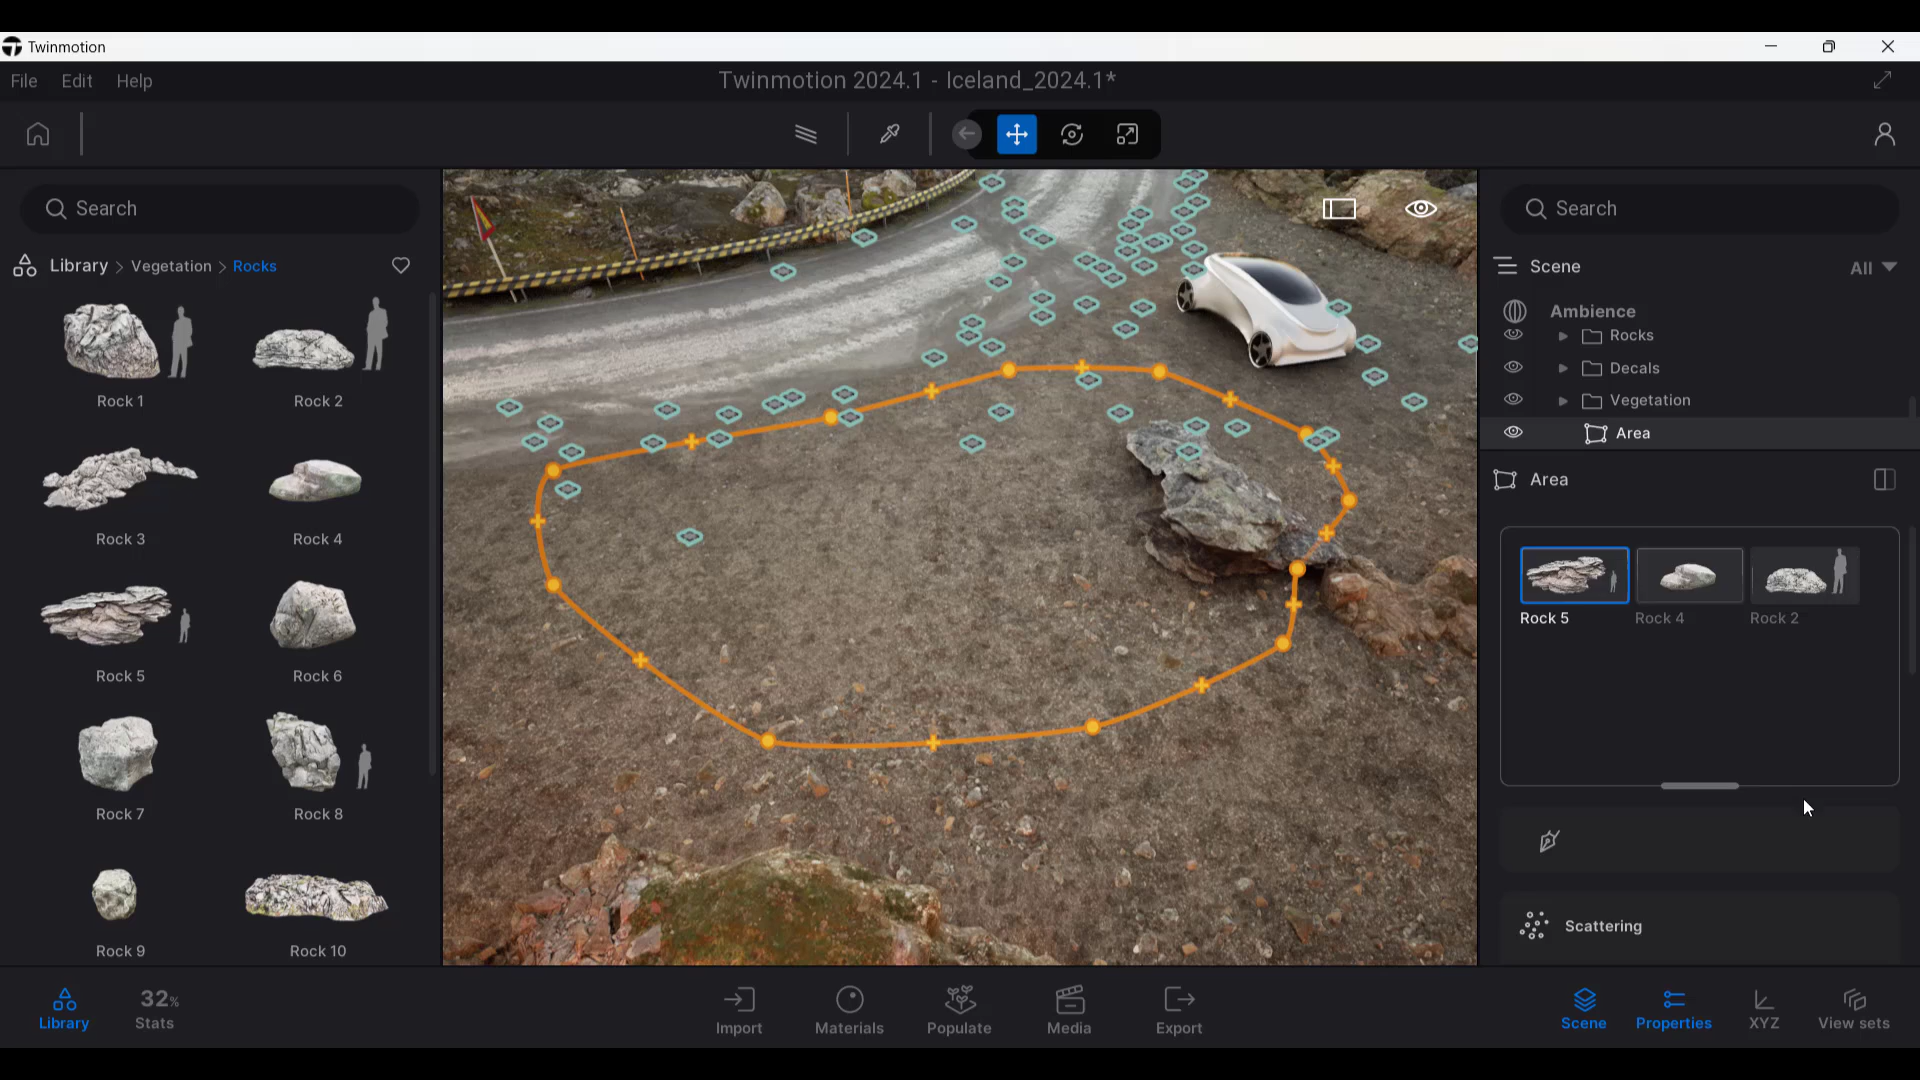 Twinmotion
File Edit Help
Twinmotion 2024.1 - Iceland_2024.1*
Search
Library > Vegetation > Rocks
Rock 1
Rock 2
Rock 3
Rock 4
Rock 5
Rock 6
Rock 7
Rock 8
Rock 9
Rock 10
Search
Scene
All
Ambience
Rocks
Decals
Vegetation
Area
Area
Rock 5
Rock 4
Rock 2
Scattering
Library
32%
Stats
Import
Materials
Populate
Media
Export
Scene
Properties
XYZ
View sets